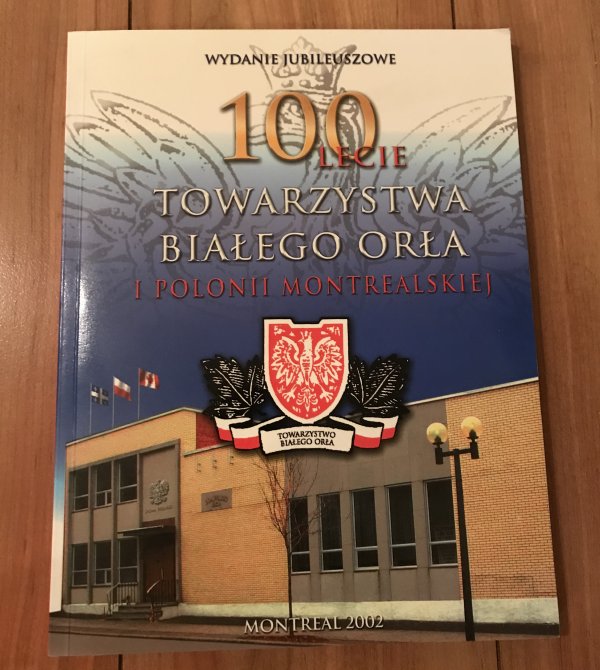 WYDANIE JUBILEUSZOWE
100
LECIE
TOWARZYSTWA
BIAŁEGO ORŁA
I POLONII MONTREALSKIEJ
TOWARZYSTWO
BIAŁEGO ORŁA
MONTREAL 2002